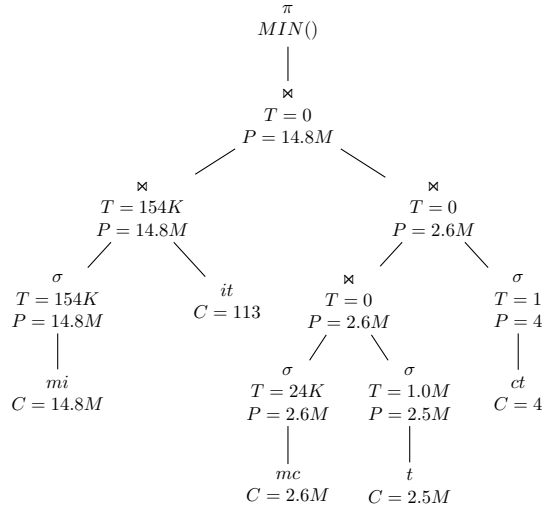 π
MIN()
⋈
T = 0
P = 14.8M
⋈
T = 154K
P = 14.8M
⋈
T = 0
P = 2.6M
σ
T = 154K
P = 14.8M
it
C = 113
⋈
T = 0
P = 2.6M
σ
T = 1
P = 4
mi
C = 14.8M
σ
T = 24K
P = 2.6M
σ
T = 1.0M
P = 2.5M
ct
C = 4
mc
C = 2.6M
t
C = 2.5M